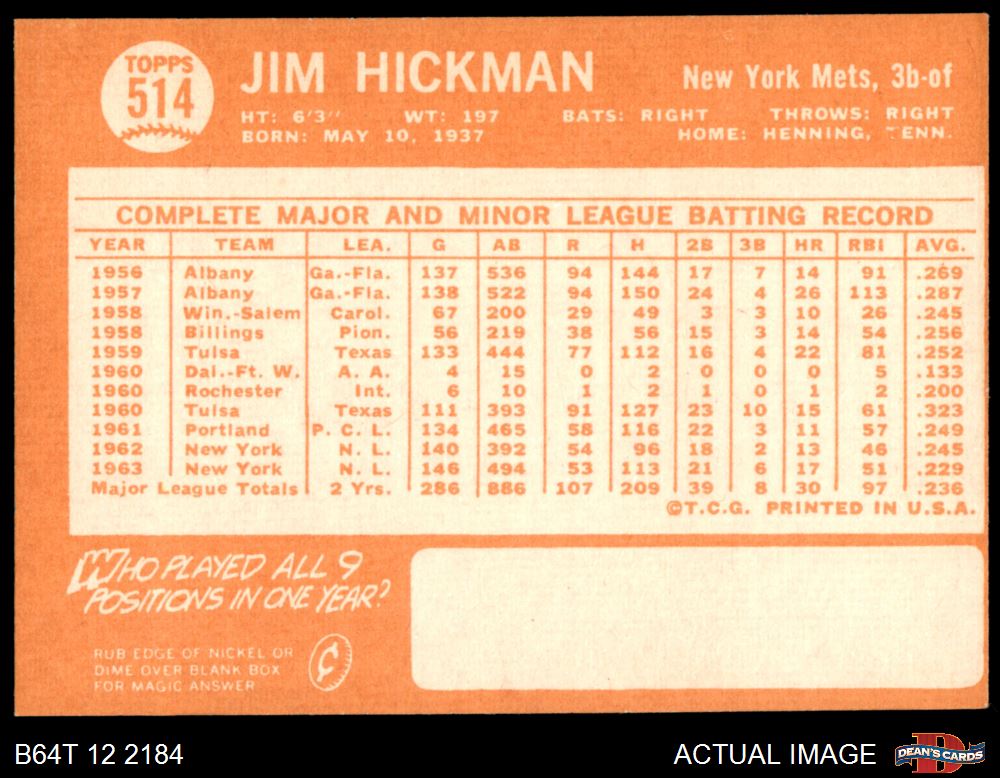 TOPPS
514
JIM HICKMAN
New York Mets, 3b-of
HT: 6'3" WT: 197 BATS: RIGHT THROWS: RIGHT
BORN: MAY 10, 1937 HOME: HENNING, TENN.
COMPLETE MAJOR AND MINOR LEAGUE BATTING RECORD
YEAR TEAM LEA. G AB R H 2B 3B HR RBI AVG.
1956 Albany Ga.-Fla. 137 536 94 144 17 7 14 91 .269
1957 Albany Ga.-Fla. 138 522 94 150 24 4 26 113 .287
1958 Win.-Salem Carol. 67 200 29 49 3 3 10 26 .245
1958 Billings Pion. 56 219 38 56 15 3 14 54 .256
1959 Tulsa Texas 133 444 77 112 16 4 22 81 .252
1960 Dal.-Ft. W. A. A. 4 15 0 2 0 0 0 5 .133
1960 Rochester Int. 6 10 1 2 1 0 1 2 .200
1960 Tulsa Texas 111 393 91 127 23 10 15 61 .323
1961 Portland P. C. L. 134 465 58 116 22 3 11 57 .249
1962 New York N. L. 140 392 54 96 18 2 13 46 .245
1963 New York N. L. 146 494 53 113 21 6 17 51 .229
Major League Totals 2 Yrs. 286 886 107 209 39 8 30 97 .236
©T.C.G. PRINTED IN U.S.A.
WHO PLAYED ALL 9
POSITIONS IN ONE YEAR?
RUB EDGE OF NICKEL OR
DIME OVER BLANK BOX
FOR MAGIC ANSWER
¢
B64T 12 2184
ACTUAL IMAGE
DEAN'S CARDS